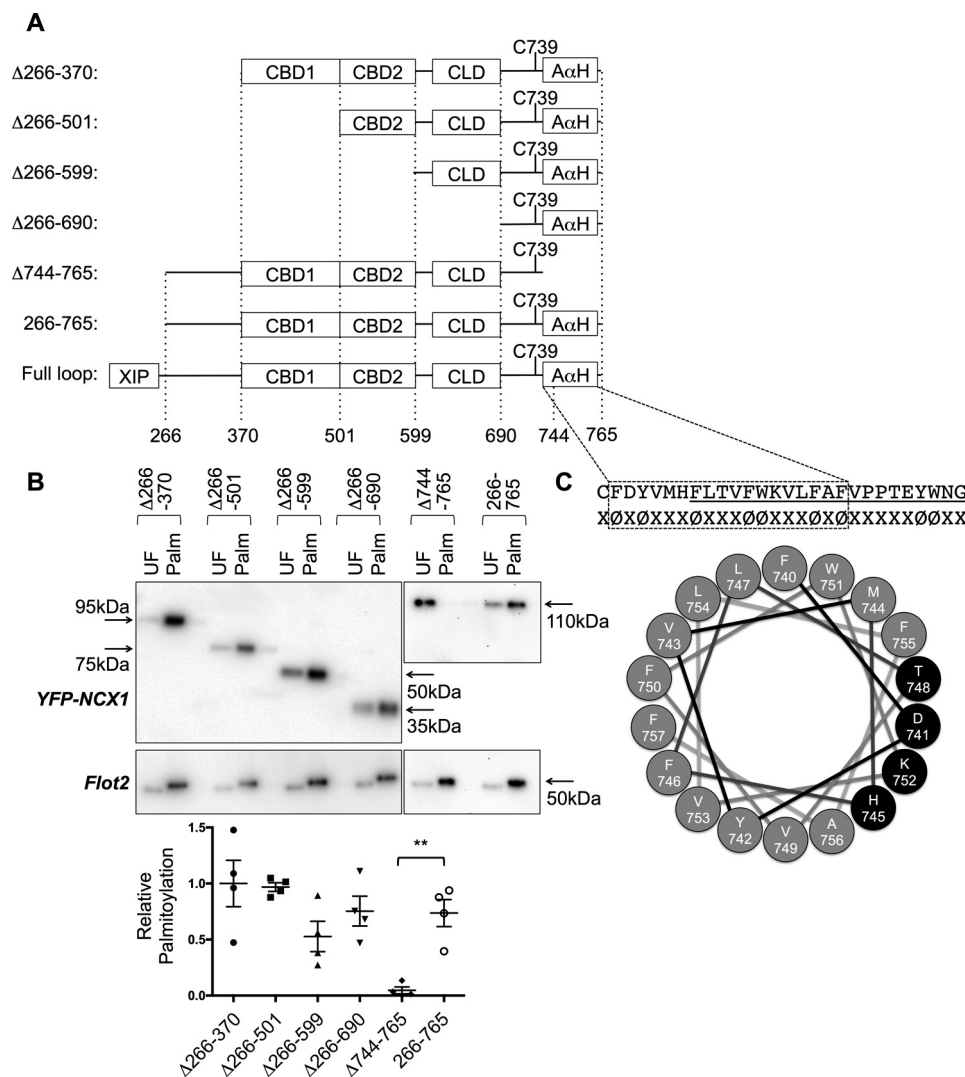 A
Δ266-370: CBD1 CBD2 CLD C739 AαH
Δ266-501: CBD2 CLD C739 AαH
Δ266-599: CLD C739 AαH
Δ266-690: C739 AαH
Δ744-765: CBD1 CBD2 CLD C739
266-765: CBD1 CBD2 CLD C739 AαH
Full loop: XIP CBD1 CBD2 CLD C739 AαH
266 370 501 599 690 744 765
B
Δ266-370 Δ266-501 Δ266-599 Δ266-690 Δ744-765 266-765
UF Palm UF Palm UF Palm UF Palm UF Palm UF Palm
95kDa
75kDa
YFP-NCX1
50kDa
35kDa
110kDa
Flot2
50kDa
Relative Palmitoylation
1.5
1.0
0.5
0.0
**
Δ266-370 Δ266-501 Δ266-599 Δ266-690 Δ744-765 266-765
C
CFDYVMHFLTVFWKVLFAFVPPTEYWNG
XØXØXXXØXXXØØXXXØXØXXXXXØØXX
F 740
W 751
M 744
F 755
T 748
D 741
K 752
H 745
A 756
V 749
Y 742
V 753
F 746
F 757
F 750
V 743
L 754
L 747